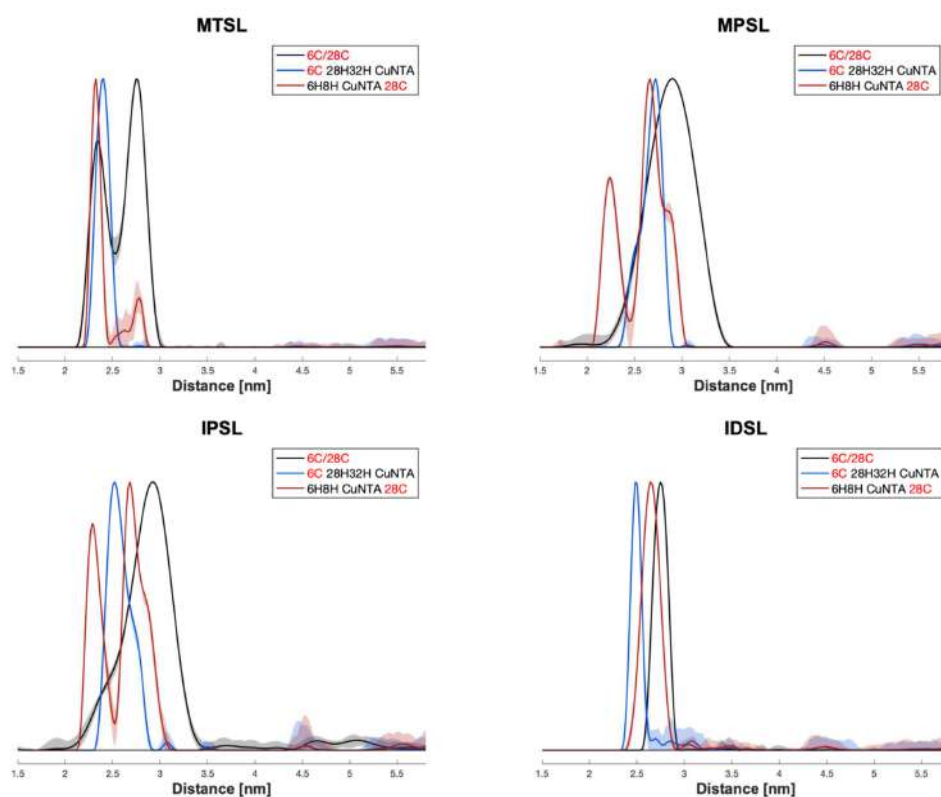 MTSL
6C/28C
6C 28H32H CuNTA
6H8H CuNTA 28C
1.5 2 2.5 3 3.5 4 4.5 5 5.5
Distance [nm]
MPSL
6C/28C
6C 28H32H CuNTA
6H8H CuNTA 28C
1.5 2 2.5 3 3.5 4 4.5 5 5.5
Distance [nm]
IPSL
6C/28C
6C 28H32H CuNTA
6H8H CuNTA 28C
1.5 2 2.5 3 3.5 4 4.5 5 5.5
Distance [nm]
IDSL
6C/28C
6C 28H32H CuNTA
6H8H CuNTA 28C
1.5 2 2.5 3 3.5 4 4.5 5 5.5
Distance [nm]